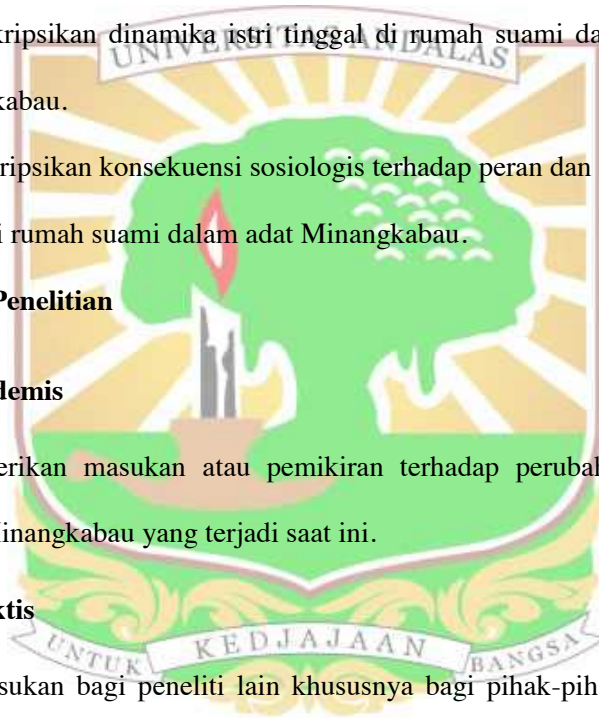 kripsikan dinamika istri tinggal di rumah suami da
UNIVERSITAS ANDALAS
kabau.
ripsikan konsekuensi sosiologis terhadap peran dan
i rumah suami dalam adat Minangkabau.
Penelitian
demis
erikan masukan atau pemikiran terhadap perubah
inangkabau yang terjadi saat ini.
ktis
UNTUK KEDJAJAAN BANGSA
sukan bagi peneliti lain khususnya bagi pihak-pih